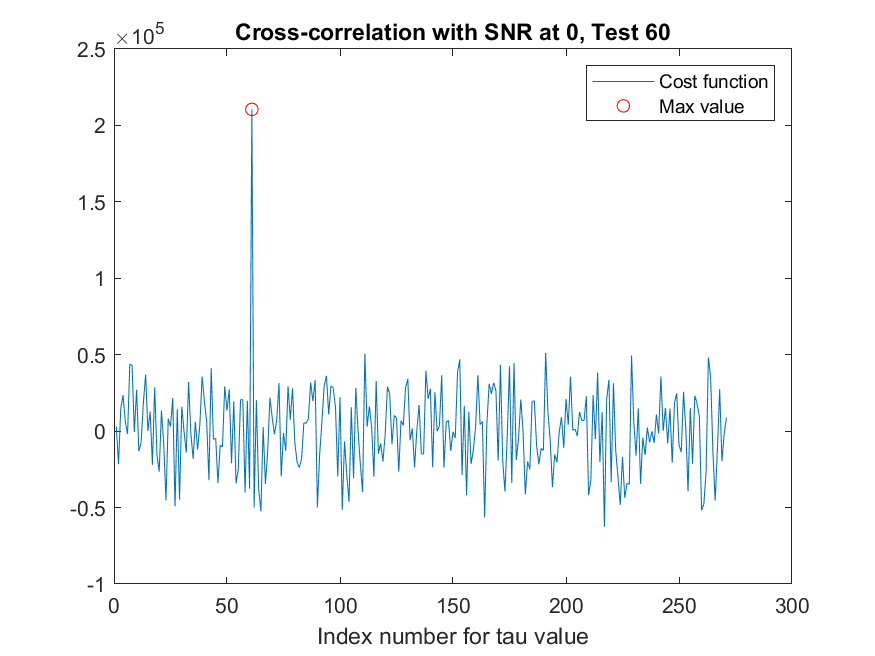 Cross-correlation with SNR at 0, Test 60
×10^5
2.5
2
1.5
1
0.5
0
-0.5
-1
0 50 100 150 200 250 300
Index number for tau value
Cost function
Max value